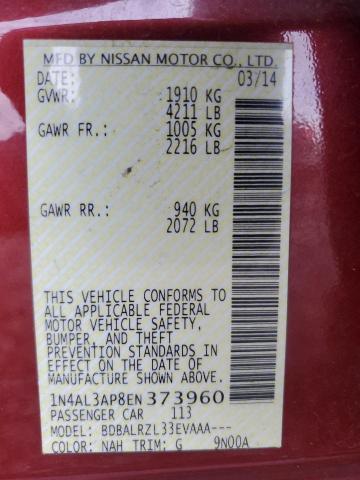 MFD BY NISSAN MOTOR CO., LTD.
DATE: 03/14
GVWR: 1910 KG
4211 LB
GAWR FR.: 1005 KG
2216 LB
GAWR RR.: 940 KG
2072 LB
THIS VEHICLE CONFORMS TO
ALL APPLICABLE FEDERAL
MOTOR VEHICLE SAFETY,
BUMPER, AND THEFT
PREVENTION STANDARDS IN
EFFECT ON THE DATE OF
MANUFACTURE SHOWN ABOVE.
1N4AL3AP8EN373960
PASSENGER CAR 113
MODEL: BDBALRZL33EVAAA---
COLOR: NAH TRIM: G 9N00A